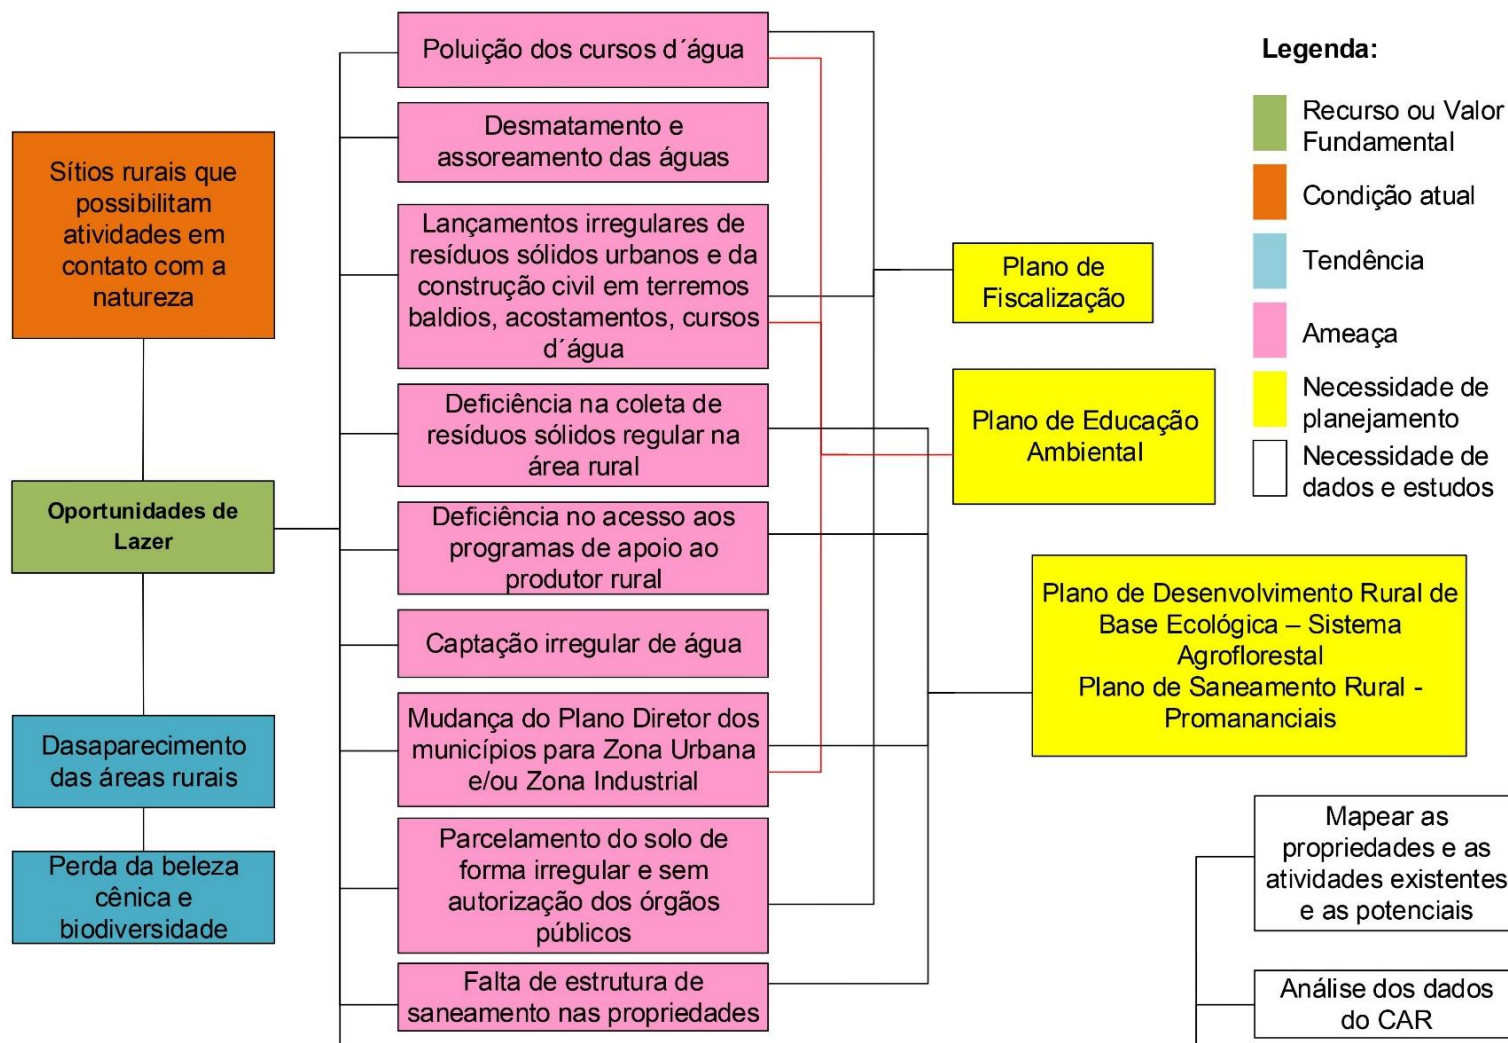 Sítios rurais que
possibilitam
atividades em
contato com a
natureza
Oportunidades de
Lazer
Dasaparecimento
das áreas rurais
Perda da beleza
cênica e
biodiversidade
Poluição dos cursos d´água
Desmatamento e
assoreamento das águas
Lançamentos irregulares de
resíduos sólidos urbanos e da
construção civil em terremos
baldios, acostamentos, cursos
d´água
Deficiência na coleta de
resíduos sólidos regular na
área rural
Deficiência no acesso aos
programas de apoio ao
produtor rural
Captação irregular de água
Mudança do Plano Diretor dos
municípios para Zona Urbana
e/ou Zona Industrial
Parcelamento do solo de
forma irregular e sem
autorização dos órgãos
públicos
Falta de estrutura de
saneamento nas propriedades
Plano de
Fiscalização
Plano de Educação
Ambiental
Plano de Desenvolvimento Rural de
Base Ecológica – Sistema
Agroflorestal
Plano de Saneamento Rural -
Promananciais
Legenda:
Recurso ou Valor
Fundamental
Condição atual
Tendência
Ameaça
Necessidade de
planejamento
Necessidade de
dados e estudos
Mapear as
propriedades e as
atividades existentes
e as potenciais
Análise dos dados
do CAR